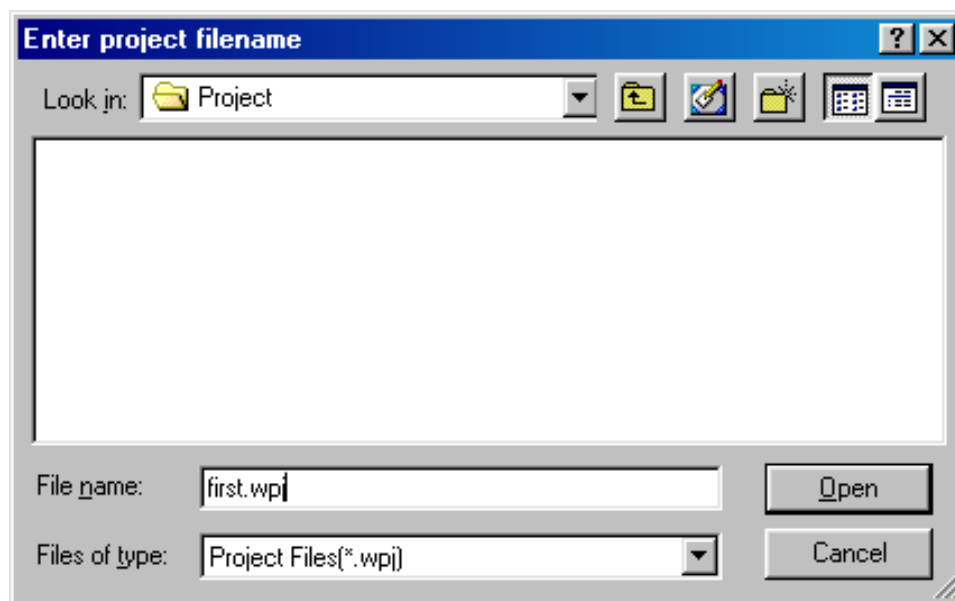 Enter project filename
Look in: Project
File name: first.wpj
Open
Files of type: Project Files(*.wpj)
Cancel